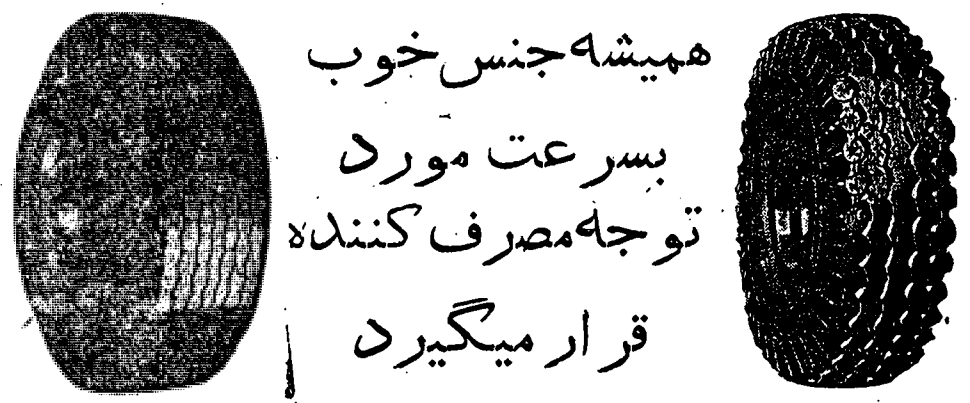 همیشه جنس خوب
بسرعت مورد
توجه مصرف کننده
قرار میگیرد